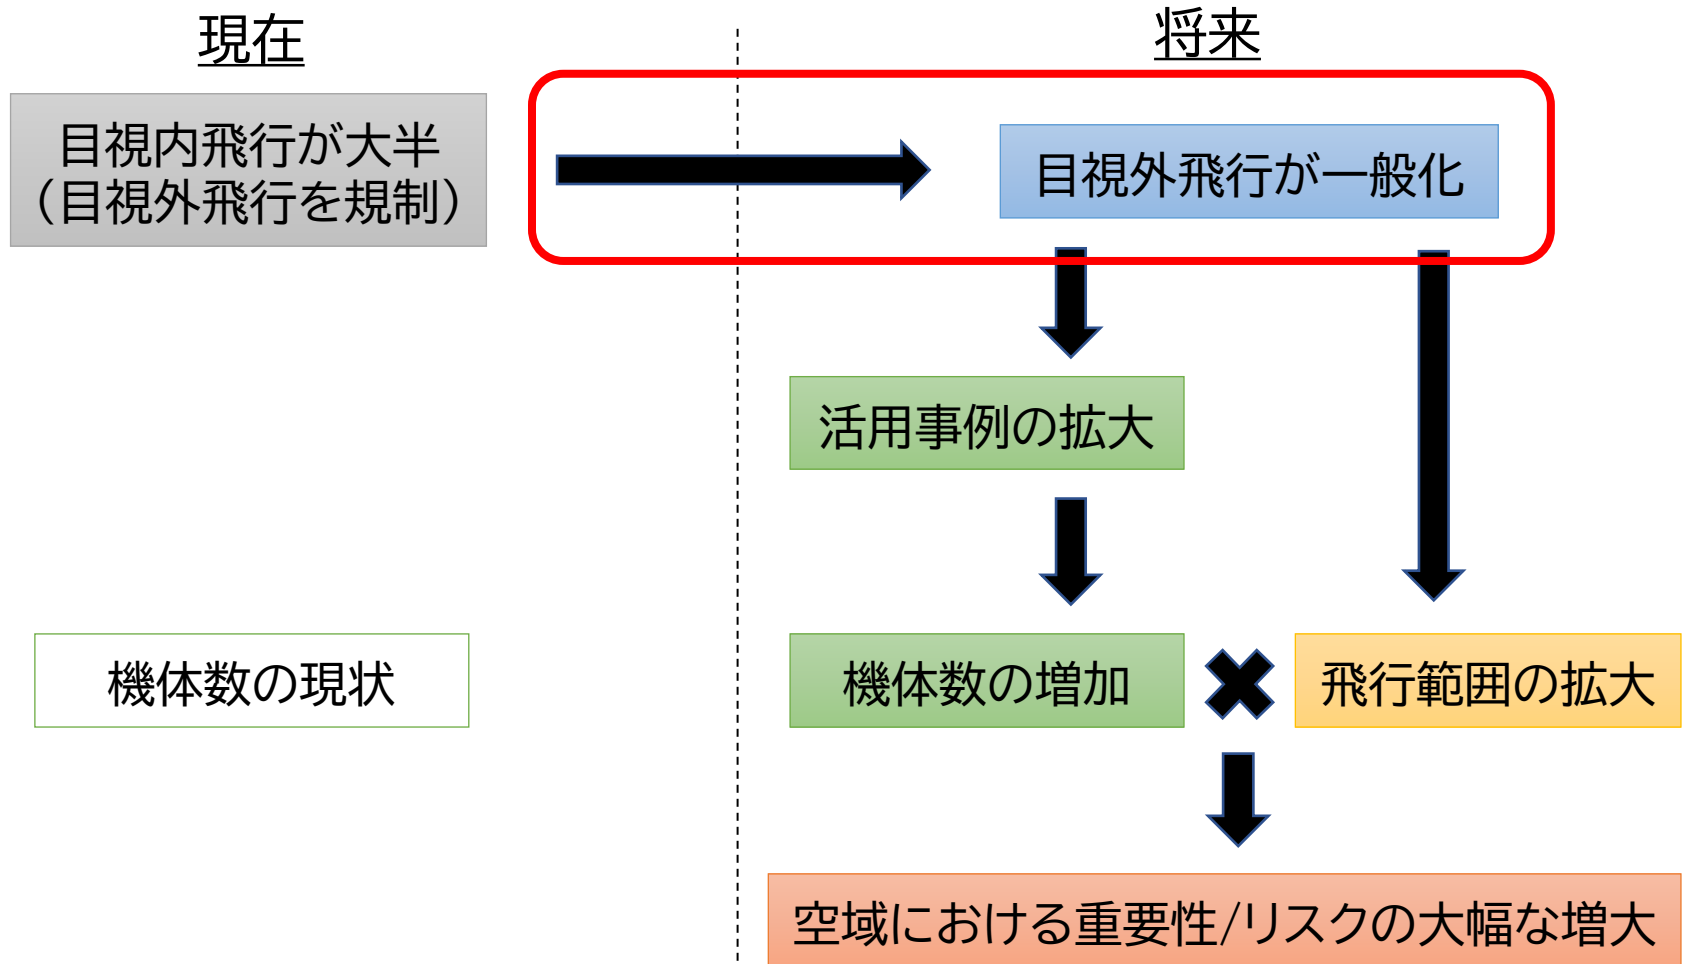 現在
将来
目視内飛行が大半
（目視外飛行を規制）
目視外飛行が一般化
活用事例の拡大
機体数の現状
機体数の増加
飛行範囲の拡大
空域における重要性/リスクの大幅な増大